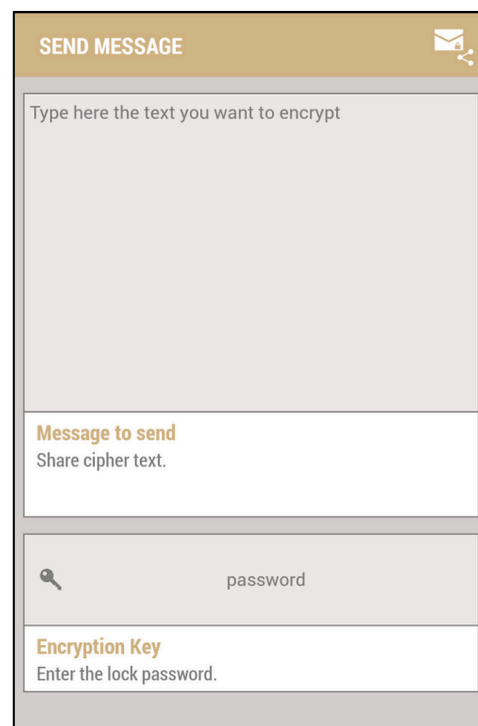 SEND MESSAGE
Type here the text you want to encrypt
Message to send
Share cipher text.
password
Encryption Key
Enter the lock password.